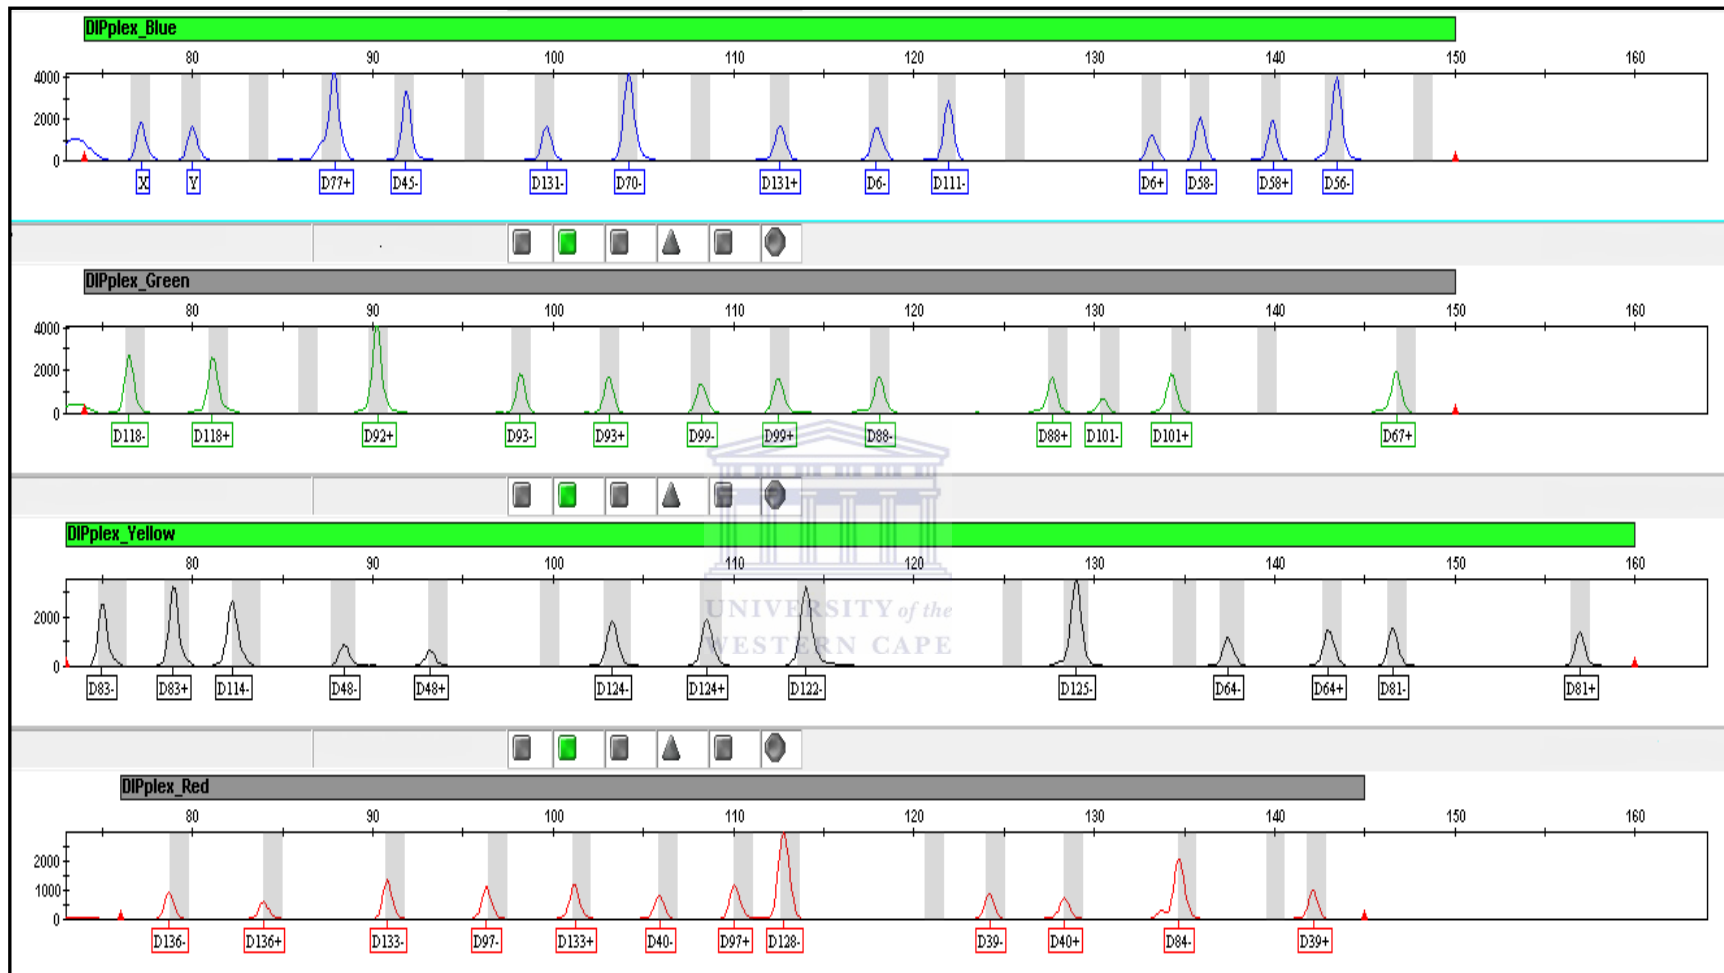 DIPplex_Blue
80 90 100 110 120 130 140 150 160
4000
2000
0
X Y D77+ D45- D131- D70- D131+ D6- D111- D6+ D58- D58+ D56-
DIPplex_Green
80 90 100 110 120 130 140 150 160
4000
2000
0
D118- D118+ D92+ D93- D93+ D99- D99+ D88- D88+ D101- D101+ D67+
DIPplex_Yellow
80 90 100 110 120 130 140 150 160
2000
0
UNIVERSITY of the
WESTERN CAPE
D83- D83+ D114- D48- D48+ D124- D124+ D122- D125- D64- D64+ D81- D81+
DIPplex_Red
80 90 100 110 120 130 140 150 160
2000
1000
0
D136- D136+ D133- D97- D133+ D40- D97+ D128- D39- D40+ D84- D39+